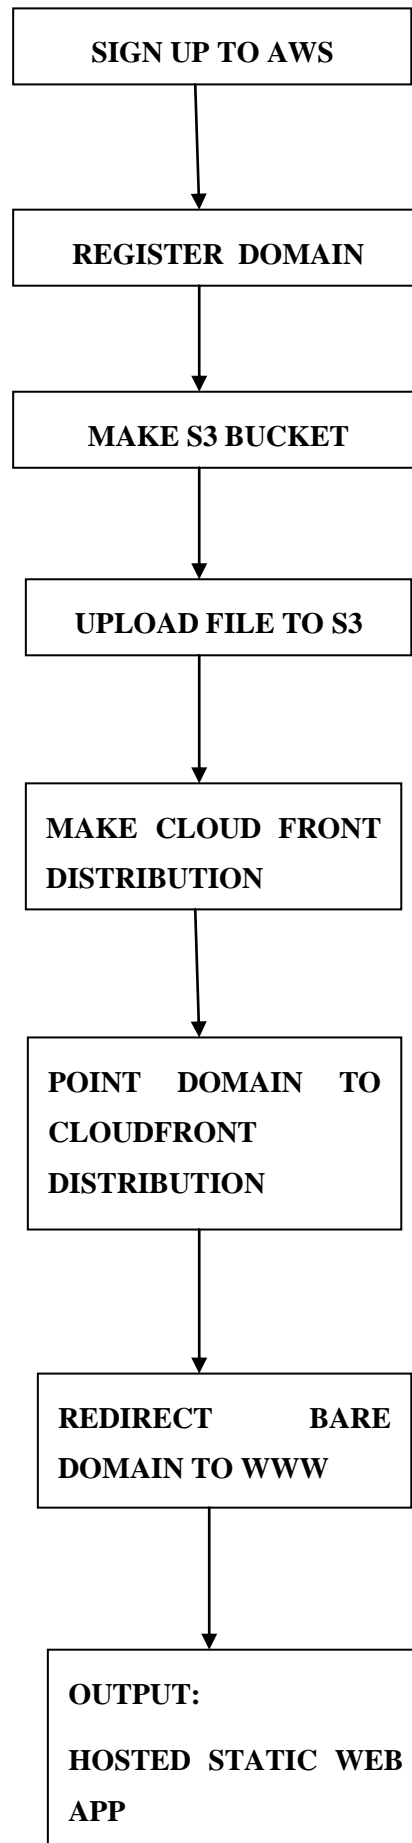 SIGN UP TO AWS
REGISTER DOMAIN
MAKE S3 BUCKET
UPLOAD FILE TO S3
MAKE CLOUD FRONT
DISTRIBUTION
POINT DOMAIN TO
CLOUDFRONT
DISTRIBUTION
REDIRECT BARE
DOMAIN TO WWW
OUTPUT:
HOSTED STATIC WEB
APP